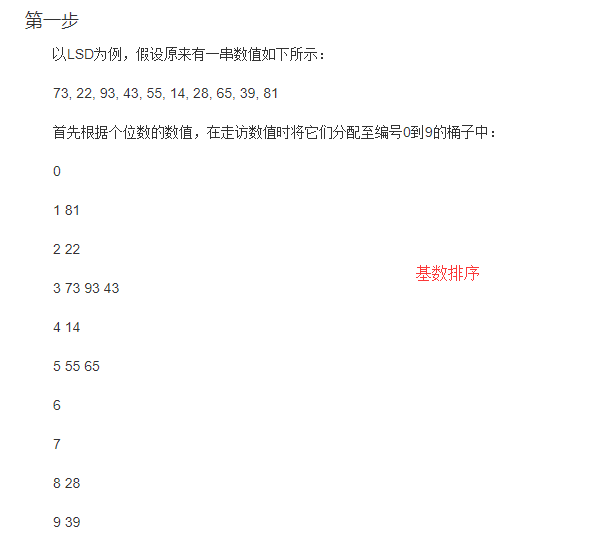 第一步
以LSD为例，假设原来有一串数值如下所示：
73, 22, 93, 43, 55, 14, 28, 65, 39, 81
首先根据个位数的数值，在走访数值时将它们分配至编号0到9的桶子中：
0
1 81
2 22
3 73 93 43
基数排序
4 14
5 55 65
6
7
8 28
9 39